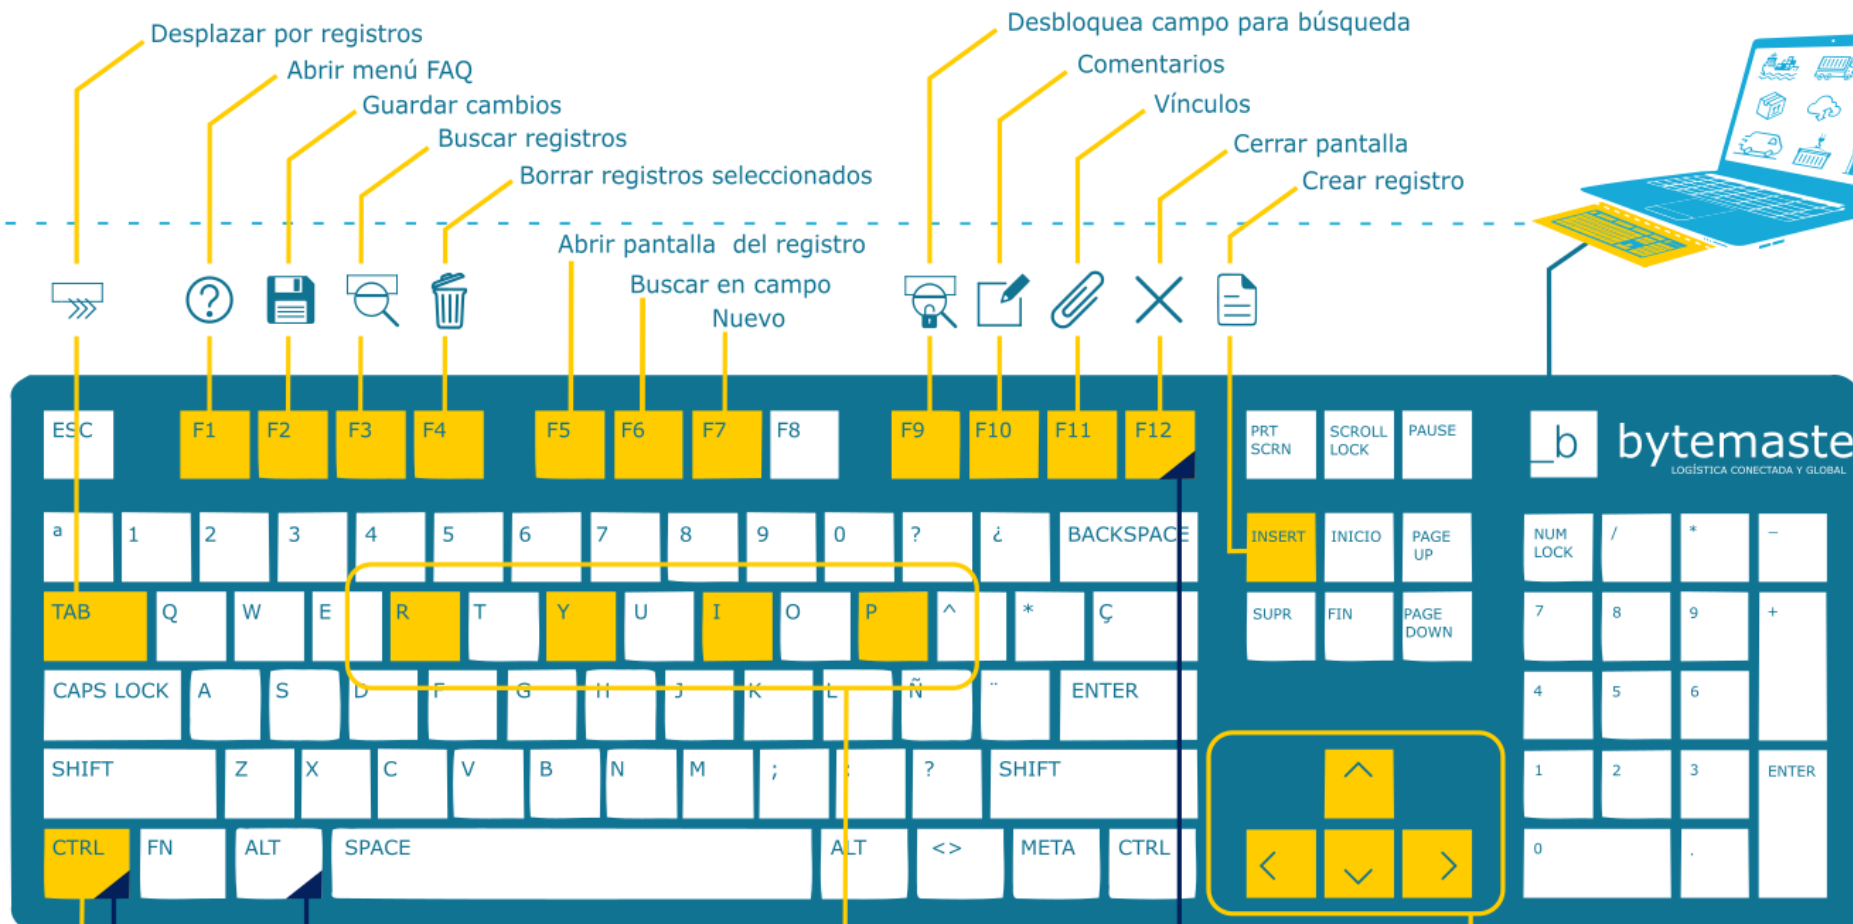 Desplazar por registros
Abrir menú FAQ
Guardar cambios
Buscar registros
Borrar registros seleccionados
Desbloquea campo para búsqueda
Comentarios
Vínculos
Cerrar pantalla
Crear registro
Abrir pantalla del registro
Buscar en campo
Nuevo
ESC F1 F2 F3 F4 F5 F6 F7 F8 F9 F10 F11 F12
PRT
SCRN
SCROLL
LOCK
PAUSE
_b bytemaste
LOGÍSTICA CONECTADA Y GLOBAL
a 1 2 3 4 5 6 7 8 9 0 ? ¿ BACKSPACE
INSERT INICIO PAGE
UP
NUM
LOCK
/ * −
TAB Q W E R T Y U I O P ^ * Ç
SUPR FIN PAGE
DOWN
7 8 9 +
CAPS LOCK A S D F G H J K L Ñ ¨ ENTER
4 5 6
SHIFT Z X C V B N M ; : ? SHIFT
^
1 2 3 ENTER
CTRL FN ALT SPACE ALT <> META CTRL
0 .